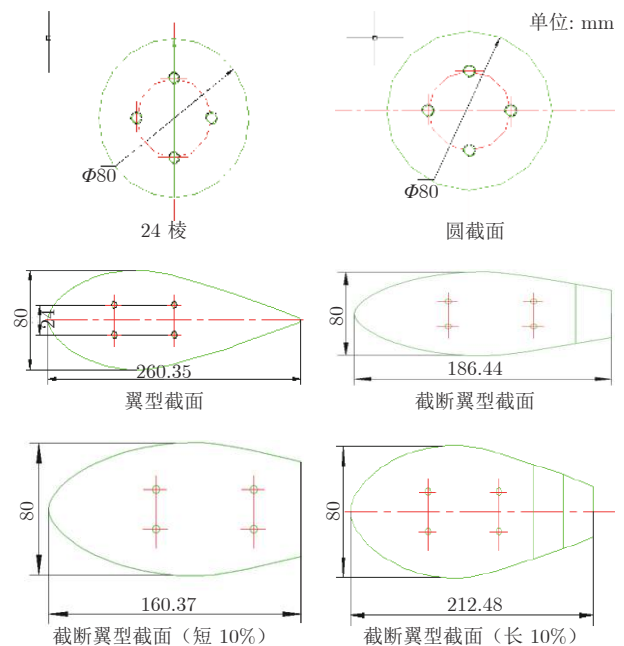 单位: mm
Φ80
Φ80
24 棱
圆截面
80
24
260.35
翼型截面
80
186.44
截断翼型截面
80
160.37
截断翼型截面（短 10%）
80
212.48
截断翼型截面（长 10%）